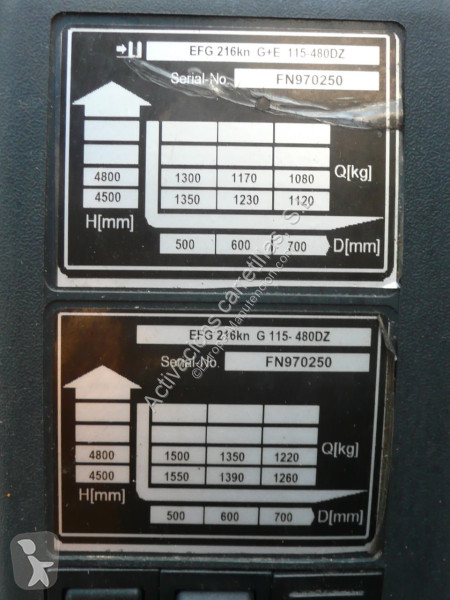 EFG 216kn G+E 115-480DZ
Serial-No. FN970250
4800 1300 1170 1080 Q[kg]
4500 1350 1230 1120
H[mm] 500 600 700 D[mm]
EFG 216kn G 115-480DZ
Serial-No. FN970250
4800 1500 1350 1220 Q[kg]
4500 1550 1390 1260
H[mm] 500 600 700 D[mm]